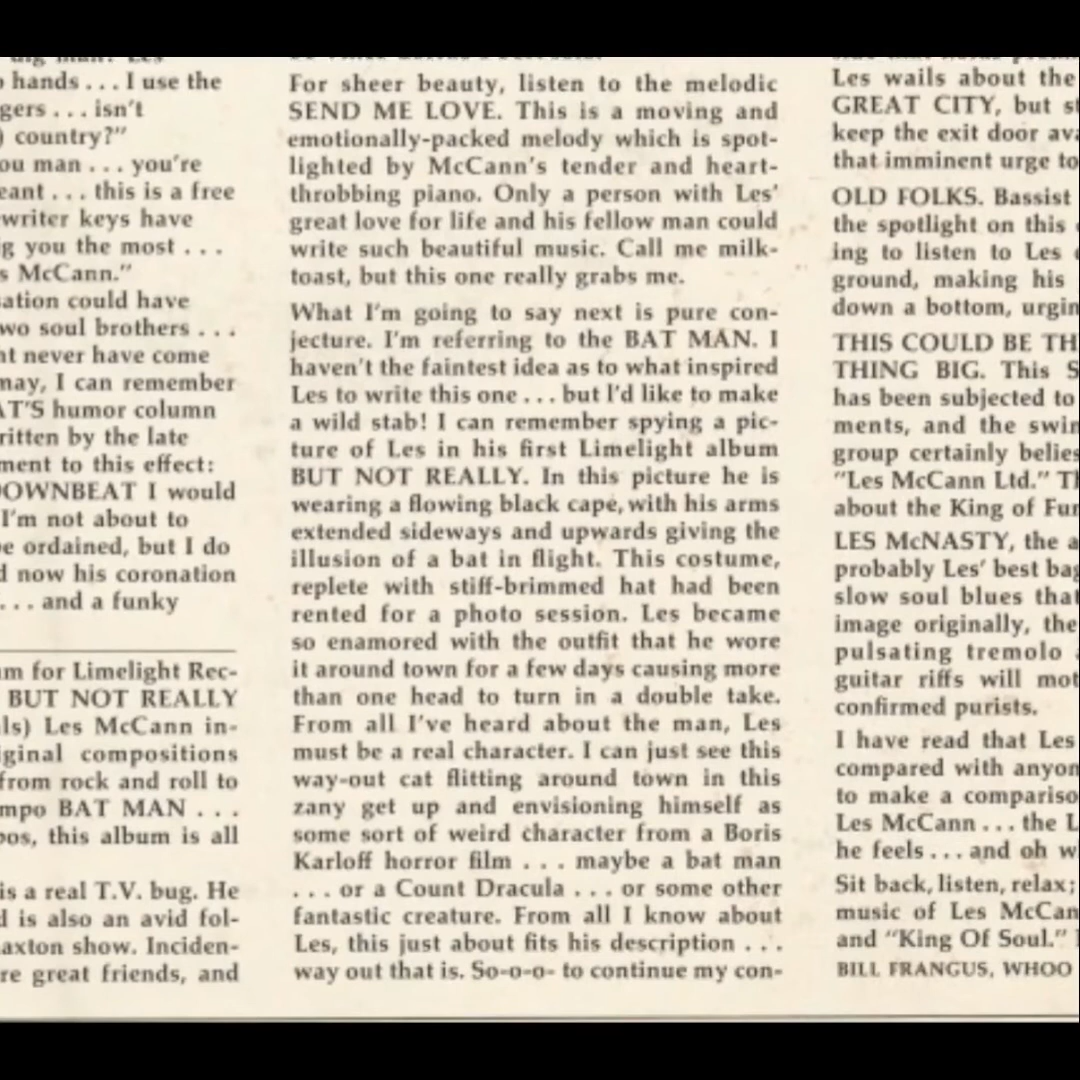 hands . . . I use the
gers . . . isn't
) country?"
ou man . . . you're
eant . . . this is a free
writer keys have
g you the most . . .
s McCann."
ation could have
wo soul brothers . . .
nt never have come
may, I can remember
AT'S humor column
ritten by the late
ment to this effect:
OWNBEAT I would
I'm not about to
e ordained, but I do
d now his coronation
. . . and a funky
m for Limelight Rec-
BUT NOT REALLY
ls) Les McCann in-
iginal compositions
from rock and roll to
mpo BAT MAN . . .
os, this album is all
is a real T.V. bug. He
d is also an avid fol-
axton show. Inciden-
re great friends, and
For sheer beauty, listen to the melodic
SEND ME LOVE. This is a moving and
emotionally-packed melody which is spot-
lighted by McCann's tender and heart-
throbbing piano. Only a person with Les'
great love for life and his fellow man could
write such beautiful music. Call me milk-
toast, but this one really grabs me.
What I'm going to say next is pure con-
jecture. I'm referring to the BAT MAN. I
haven't the faintest idea as to what inspired
Les to write this one . . . but I'd like to make
a wild stab! I can remember spying a pic-
ture of Les in his first Limelight album
BUT NOT REALLY. In this picture he is
wearing a flowing black cape, with his arms
extended sideways and upwards giving the
illusion of a bat in flight. This costume,
replete with stiff-brimmed hat had been
rented for a photo session. Les became
so enamored with the outfit that he wore
it around town for a few days causing more
than one head to turn in a double take.
From all I've heard about the man, Les
must be a real character. I can just see this
way-out cat flitting around town in this
zany get up and envisioning himself as
some sort of weird character from a Boris
Karloff horror film . . . maybe a bat man
. . . or a Count Dracula . . . or some other
fantastic creature. From all I know about
Les, this just about fits his description . . .
way out that is. So-o-o- to continue my con-
Les wails about the
GREAT CITY, but st
keep the exit door ava
that imminent urge to
OLD FOLKS. Bassist
the spotlight on this
ing to listen to Les
ground, making his
down a bottom, urgin
THIS COULD BE TH
THING BIG. This S
has been subjected to
ments, and the swin
group certainly belies
"Les McCann Ltd." Th
about the King of Fun
LES McNASTY, the a
probably Les' best bag
slow soul blues that
image originally, the
pulsating tremolo a
guitar riffs will mot
confirmed purists.
I have read that Les
compared with anyon
to make a compariso
Les McCann . . . the L
he feels . . . and oh w
Sit back, listen, relax;
music of Les McCan
and "King Of Soul."
BILL FRANGUS, WHOO